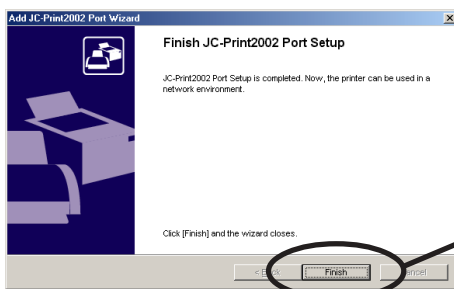 Add JC-Print2002 Port Wizard
Finish JC-Print2002 Port Setup
JC-Print2002 Port Setup is completed. Now, the printer can be used in a
network environment.
Click [Finish] and the wizard closes.
Finish